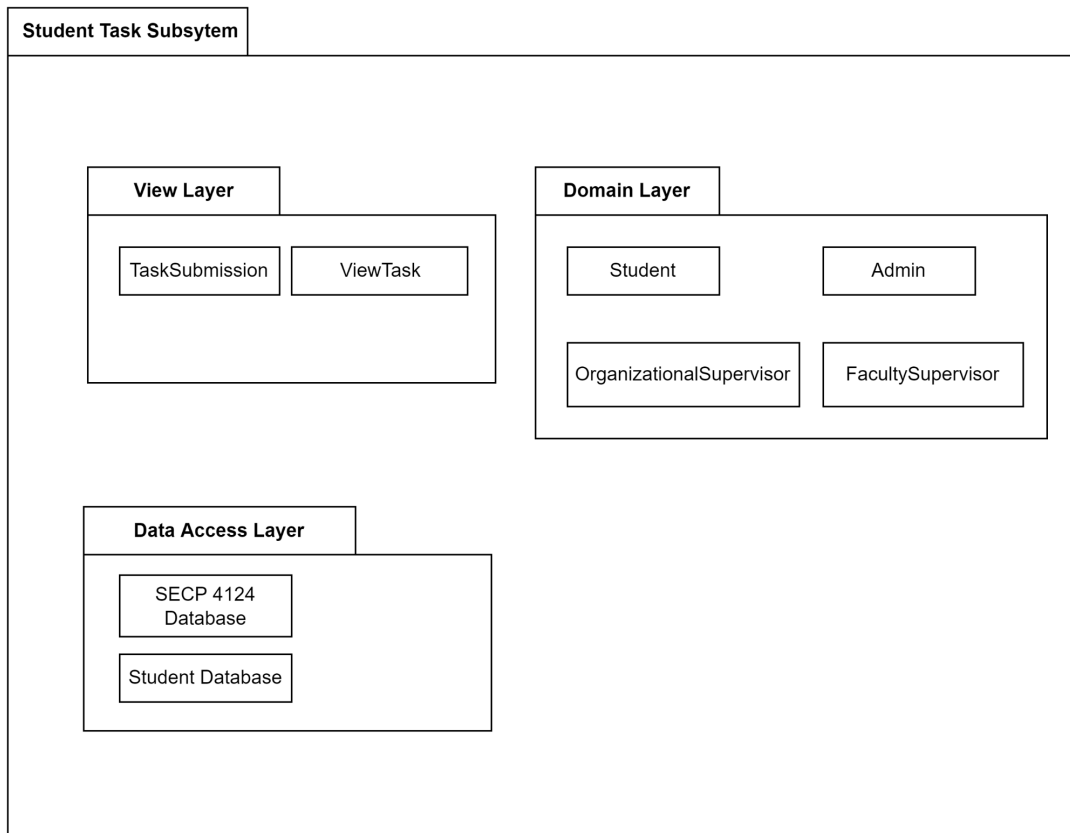 Student Task Subsytem
View Layer
TaskSubmission
ViewTask
Domain Layer
Student
Admin
OrganizationalSupervisor
FacultySupervisor
Data Access Layer
SECP 4124
Database
Student Database